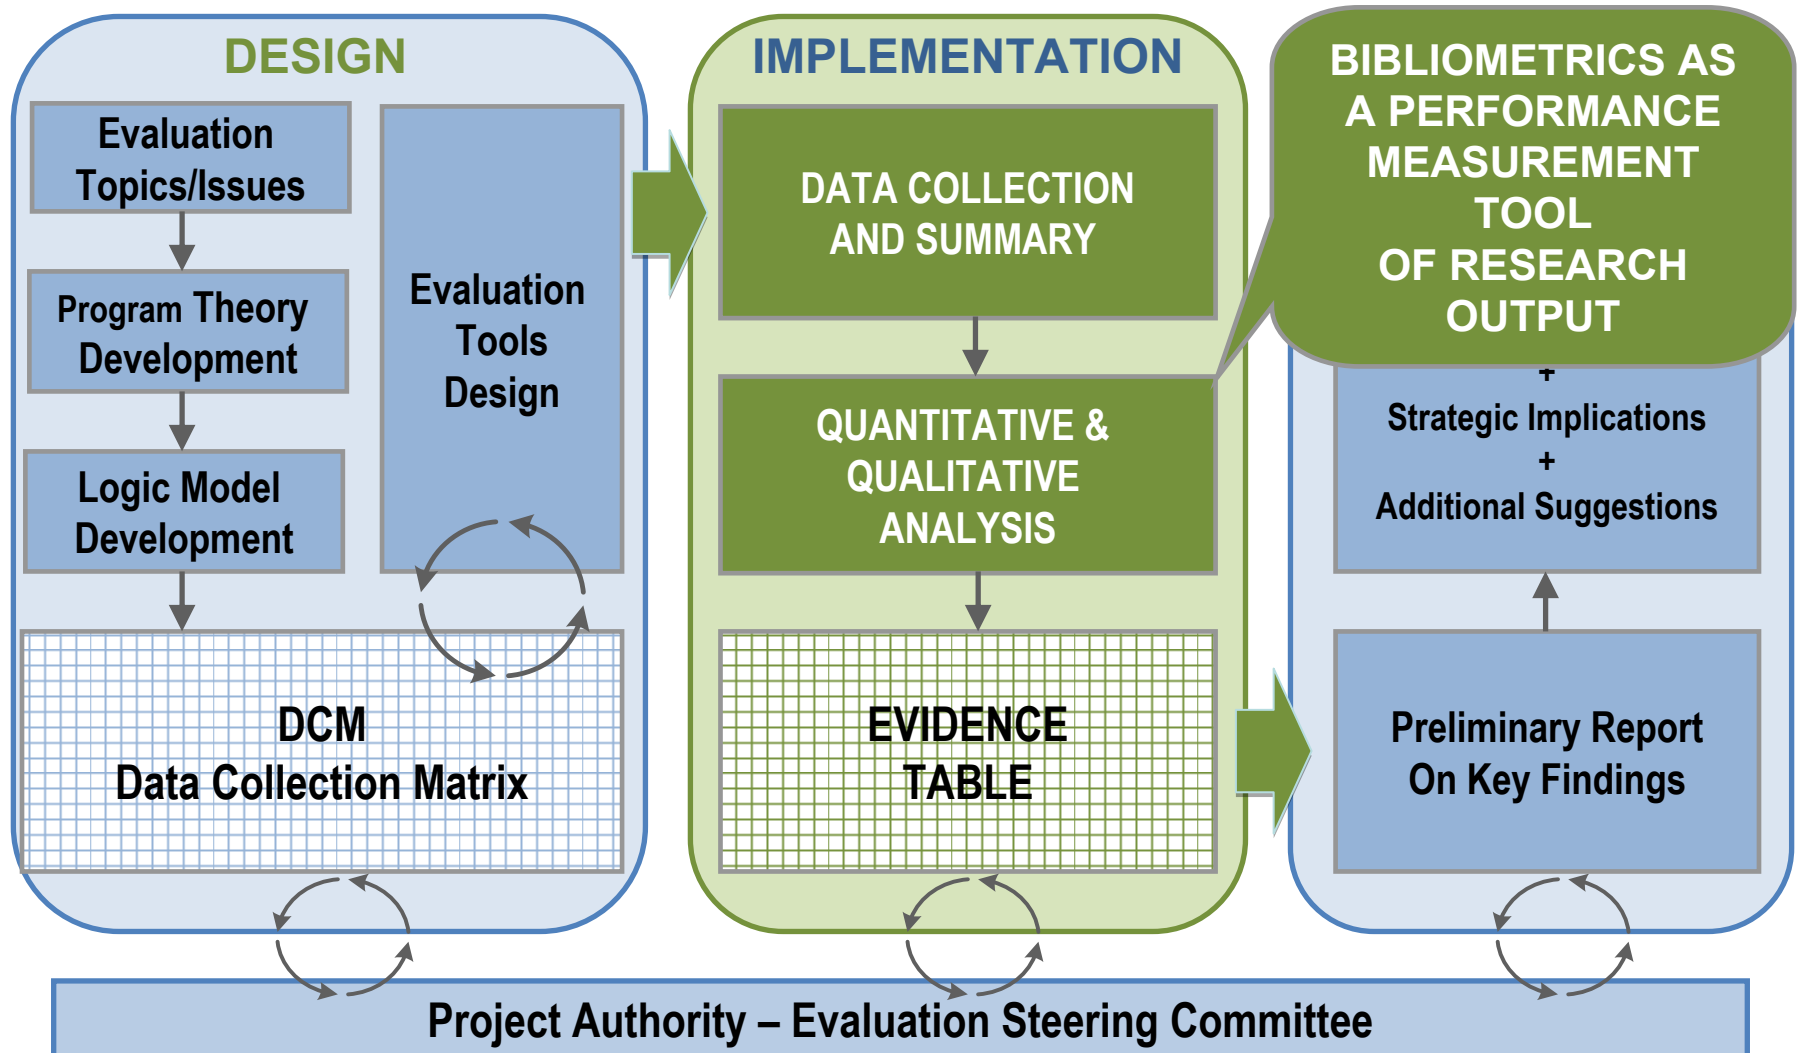 DESIGN
Evaluation
Topics/Issues
Program Theory
Development
Logic Model
Development
Evaluation
Tools
Design
DCM
Data Collection Matrix
IMPLEMENTATION
DATA COLLECTION
AND SUMMARY
QUANTITATIVE &
QUALITATIVE
ANALYSIS
EVIDENCE
TABLE
BIBLIOMETRICS AS
A PERFORMANCE
MEASUREMENT
TOOL
OF RESEARCH
OUTPUT
+
Strategic Implications
+
Additional Suggestions
Preliminary Report
On Key Findings
Project Authority – Evaluation Steering Committee